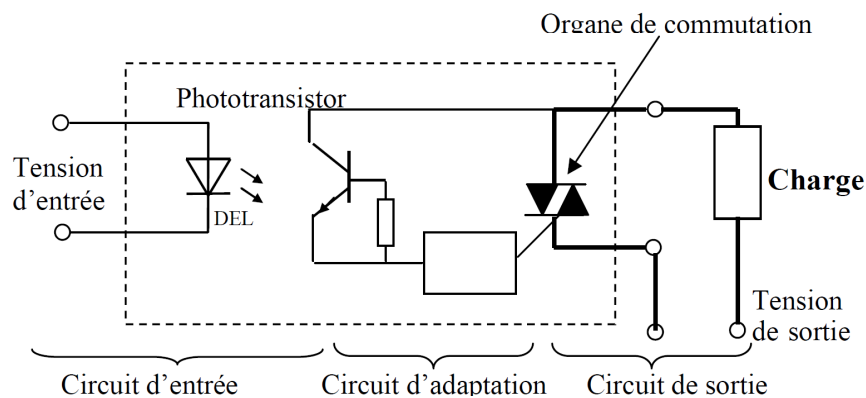 Organe de commutation
Phototransistor
Tension
d’entrée
DEL
Charge
Tension
de sortie
Circuit d’entrée
Circuit d’adaptation
Circuit de sortie